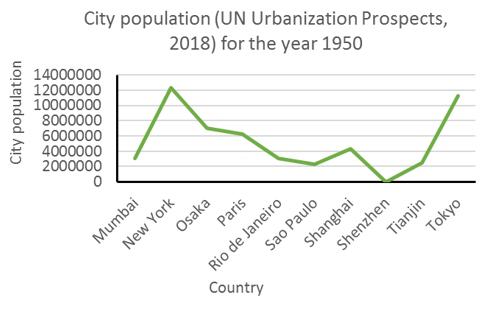 City population (UN Urbanization Prospects,
2018) for the year 1950
City population
14000000
12000000
10000000
8000000
6000000
4000000
2000000
0
Mumbai
New York
Osaka
Paris
Rio de Janeiro
Sao Paulo
Shanghai
Shenzhen
Tianjin
Tokyo
Country